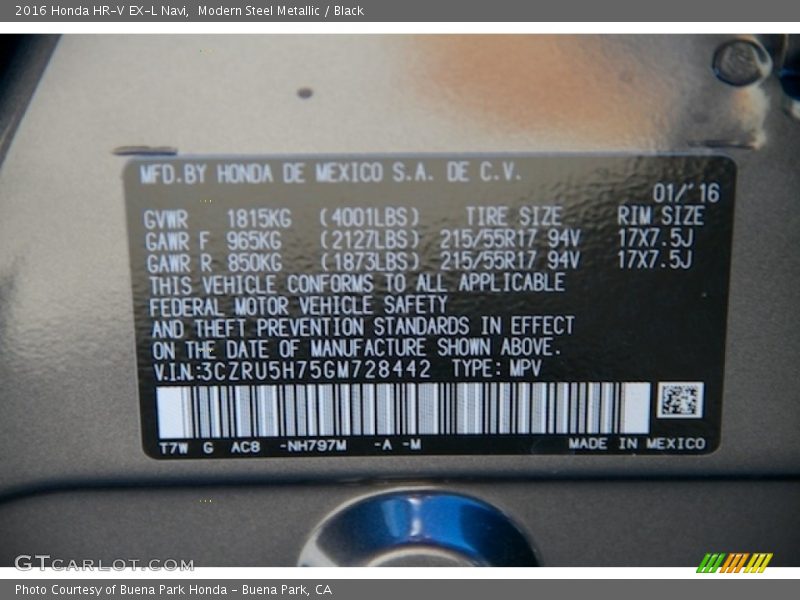 2016 Honda HR-V EX-L Navi, Modern Steel Metallic / Black
MFD.BY HONDA DE MEXICO S.A. DE C.V.
01/'16
GVWR 1815KG (4001LBS) TIRE SIZE RIM SIZE
GAWR F 965KG (2127LBS) 215/55R17 94V 17X7.5J
GAWR R 850KG (1873LBS) 215/55R17 94V 17X7.5J
THIS VEHICLE CONFORMS TO ALL APPLICABLE
FEDERAL MOTOR VEHICLE SAFETY
AND THEFT PREVENTION STANDARDS IN EFFECT
ON THE DATE OF MANUFACTURE SHOWN ABOVE.
V.I.N:3CZRU5H75GM728442 TYPE: MPV
T7W G AC8 -NH797M -A -M MADE IN MEXICO
GTcarlot.com
Photo Courtesy of Buena Park Honda - Buena Park, CA